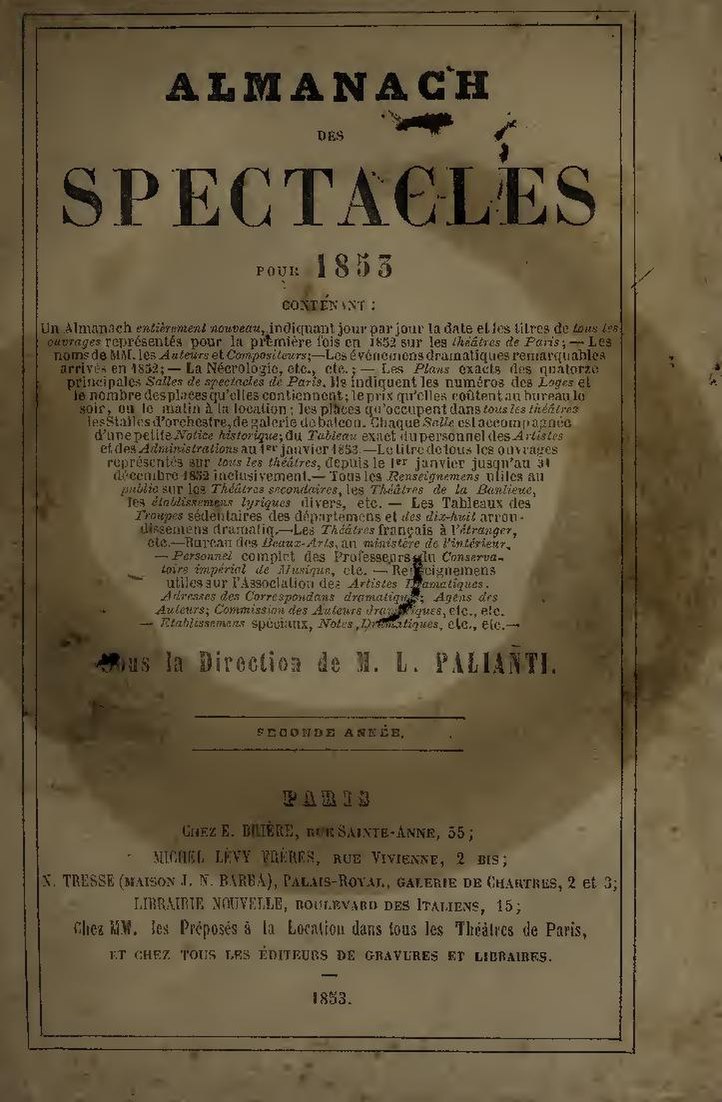 ALMANACH
DES
SPECTACLES
POUR 1853
CONTENANT :
Un Almanach entièrement nouveau, indiquant jour par jour la date et les titres de tous les
ouvrages représentés pour la première fois en 1852 sur les théâtres de Paris; — Les
noms de MM. les Auteurs et Compositeurs;—Les événemens dramatiques remarquables
arrivés en 1852; — La Nécrologie, etc., etc. ; — Les Plans exacts des quatorze
principales Salles de spectacles de Paris. Ils indiquent les numéros des Loges et
le nombre des places qu'elles contiennent; le prix qu'elles coûtent au bureau le
soir, ou le matin à la location ; les places qu'occupent dans tous les théâtres
les Stalles d'orchestre, de galerie de balcon. Chaque Salle est accompagnée
d'une petite Notice historique; du Tableau exact du personnel des Artistes
et des Administrations au 1er janvier 1853.—Le titre de tous les ouvrages
représentés sur tous les théâtres, depuis le 1er janvier jusqu'au 31
décembre 1852 inclusivement.— Tous les Renseignemens utiles au
public sur les Théâtres secondaires, les Théâtres de la Banlieue,
les établissemens lyriques divers, etc. — Les Tableaux des
Troupes sédentaires des départemens et des dix-huit arron-
dissemens dramatiq.—Les Théâtres français à l'étranger,
etc.—Bureau des Beaux-Arts, au ministère de l'intérieur.
— Personnel complet des Professeurs du Conserva-
toire impérial de Musique, etc. — Renseignemens
utiles sur l'Association des Artistes Dramatiques.
Adresses des Correspondans dramatiques; Agens des
Auteurs; Commission des Auteurs dramatiques, etc., etc.
— Etablissemens spéciaux, Notes Dramatiques, etc., etc.—
Sous la Direction de M. L. PALIANTI.
SECONDE ANNÉE.
PARIS
CHEZ E. BRIÈRE, RUE SAINTE-ANNE, 55;
MICHEL LÉVY FRÈRES, RUE VIVIENNE, 2 BIS;
N. TRESSE (MAISON J. N. BARBA), PALAIS-ROYAL, GALERIE DE CHARTRES, 2 et 3;
LIBRAIRIE NOUVELLE, BOULEVARD DES ITALIENS, 15;
Chez MM. les Préposés à la Location dans tous les Théâtres de Paris,
ET CHEZ TOUS LES ÉDITEURS DE GRAVURES ET LIBRAIRES.
1853.